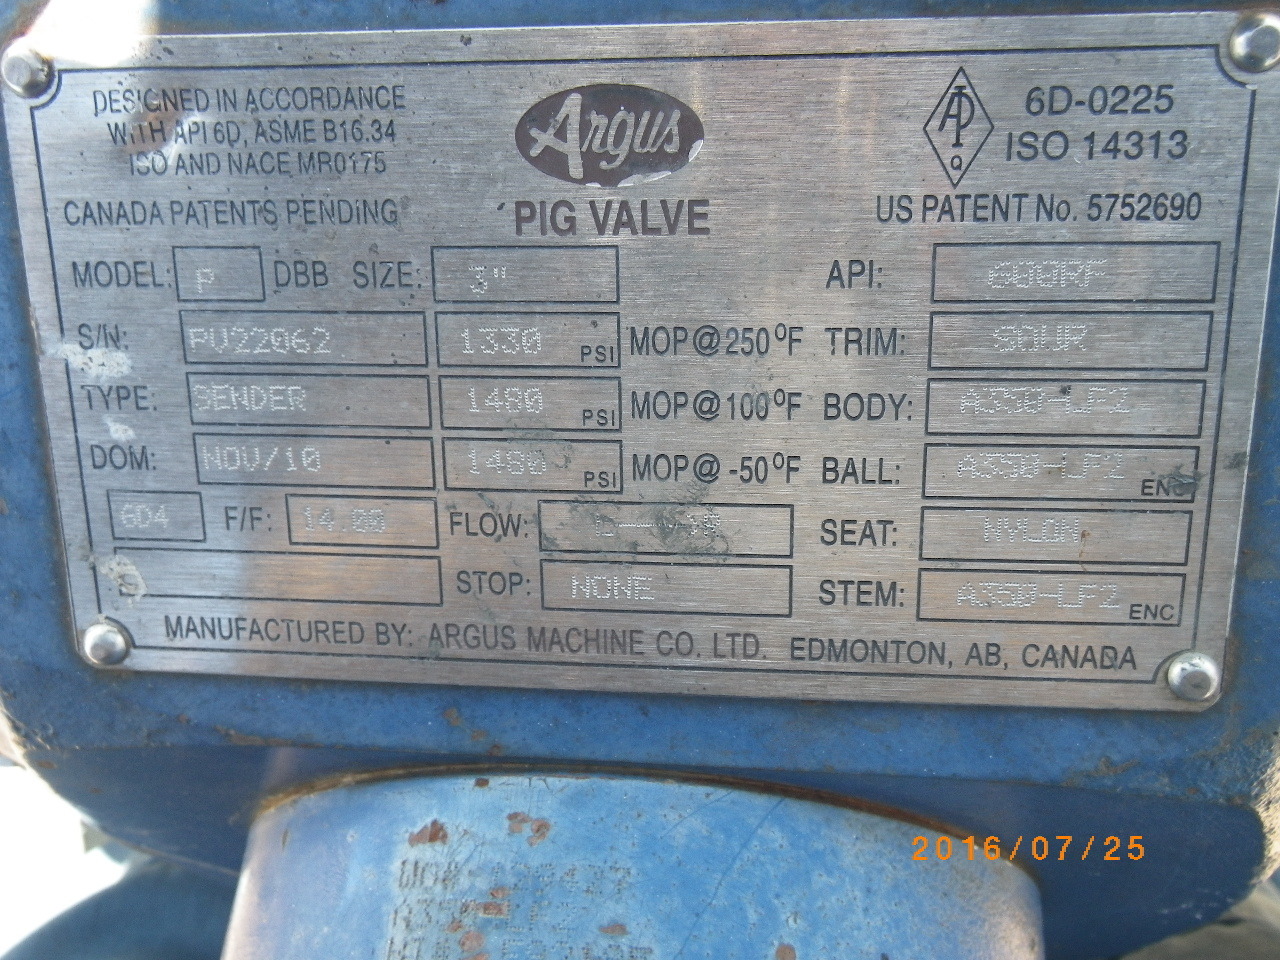 DESIGNED IN ACCORDANCE
WITH API 6D, ASME B16.34
ISO AND NACE MR0175
CANADA PATENTS PENDING
Argus
PIG VALVE
6D-0225
ISO 14313
US PATENT No. 5752690
MODEL: P DBB SIZE: 3" API: 600RF
S/N: PV22062 1330 PSI MOP@250°F TRIM: SOUR
TYPE: SENDER 1480 PSI MOP@100°F BODY: A350-LF2
DOM: NOV/10 1480 PSI MOP@-50°F BALL: A350-LF2 ENC
6D4 F/F: 14.00 FLOW: SEAT: NYLON
STOP: NONE STEM: A350-LF2 ENC
MANUFACTURED BY: ARGUS MACHINE CO. LTD. EDMONTON, AB, CANADA
2016/07/25